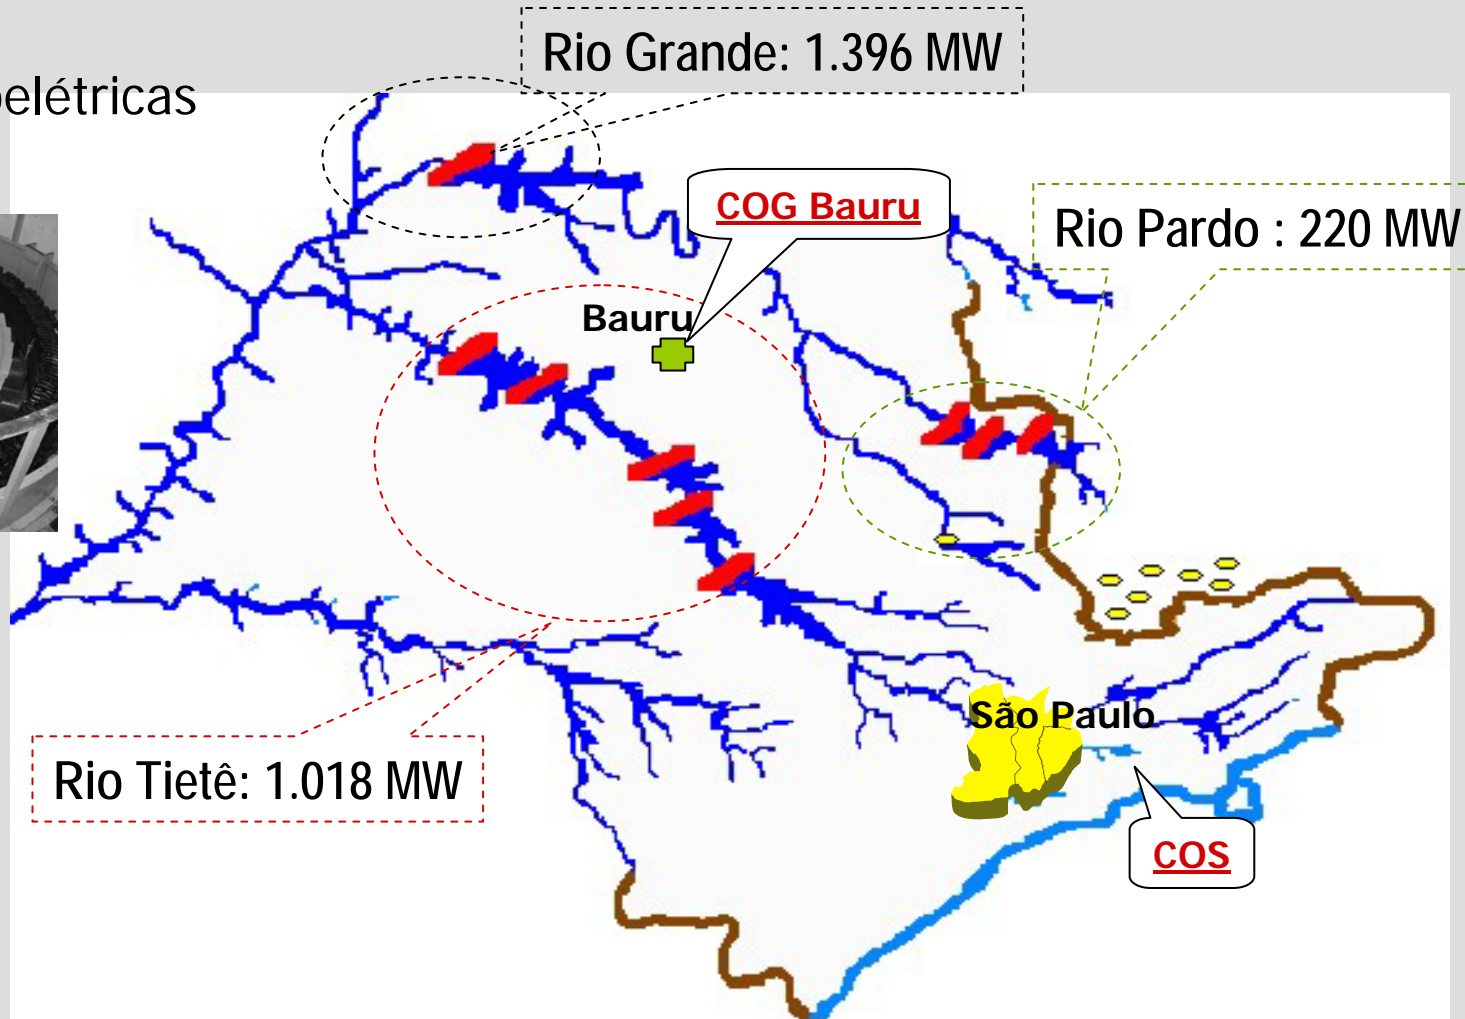 Rio Grande: 1.396 MW
elétricas
COG Bauru
Rio Pardo : 220 MW
Bauru
São Paulo
Rio Tietê: 1.018 MW
COS